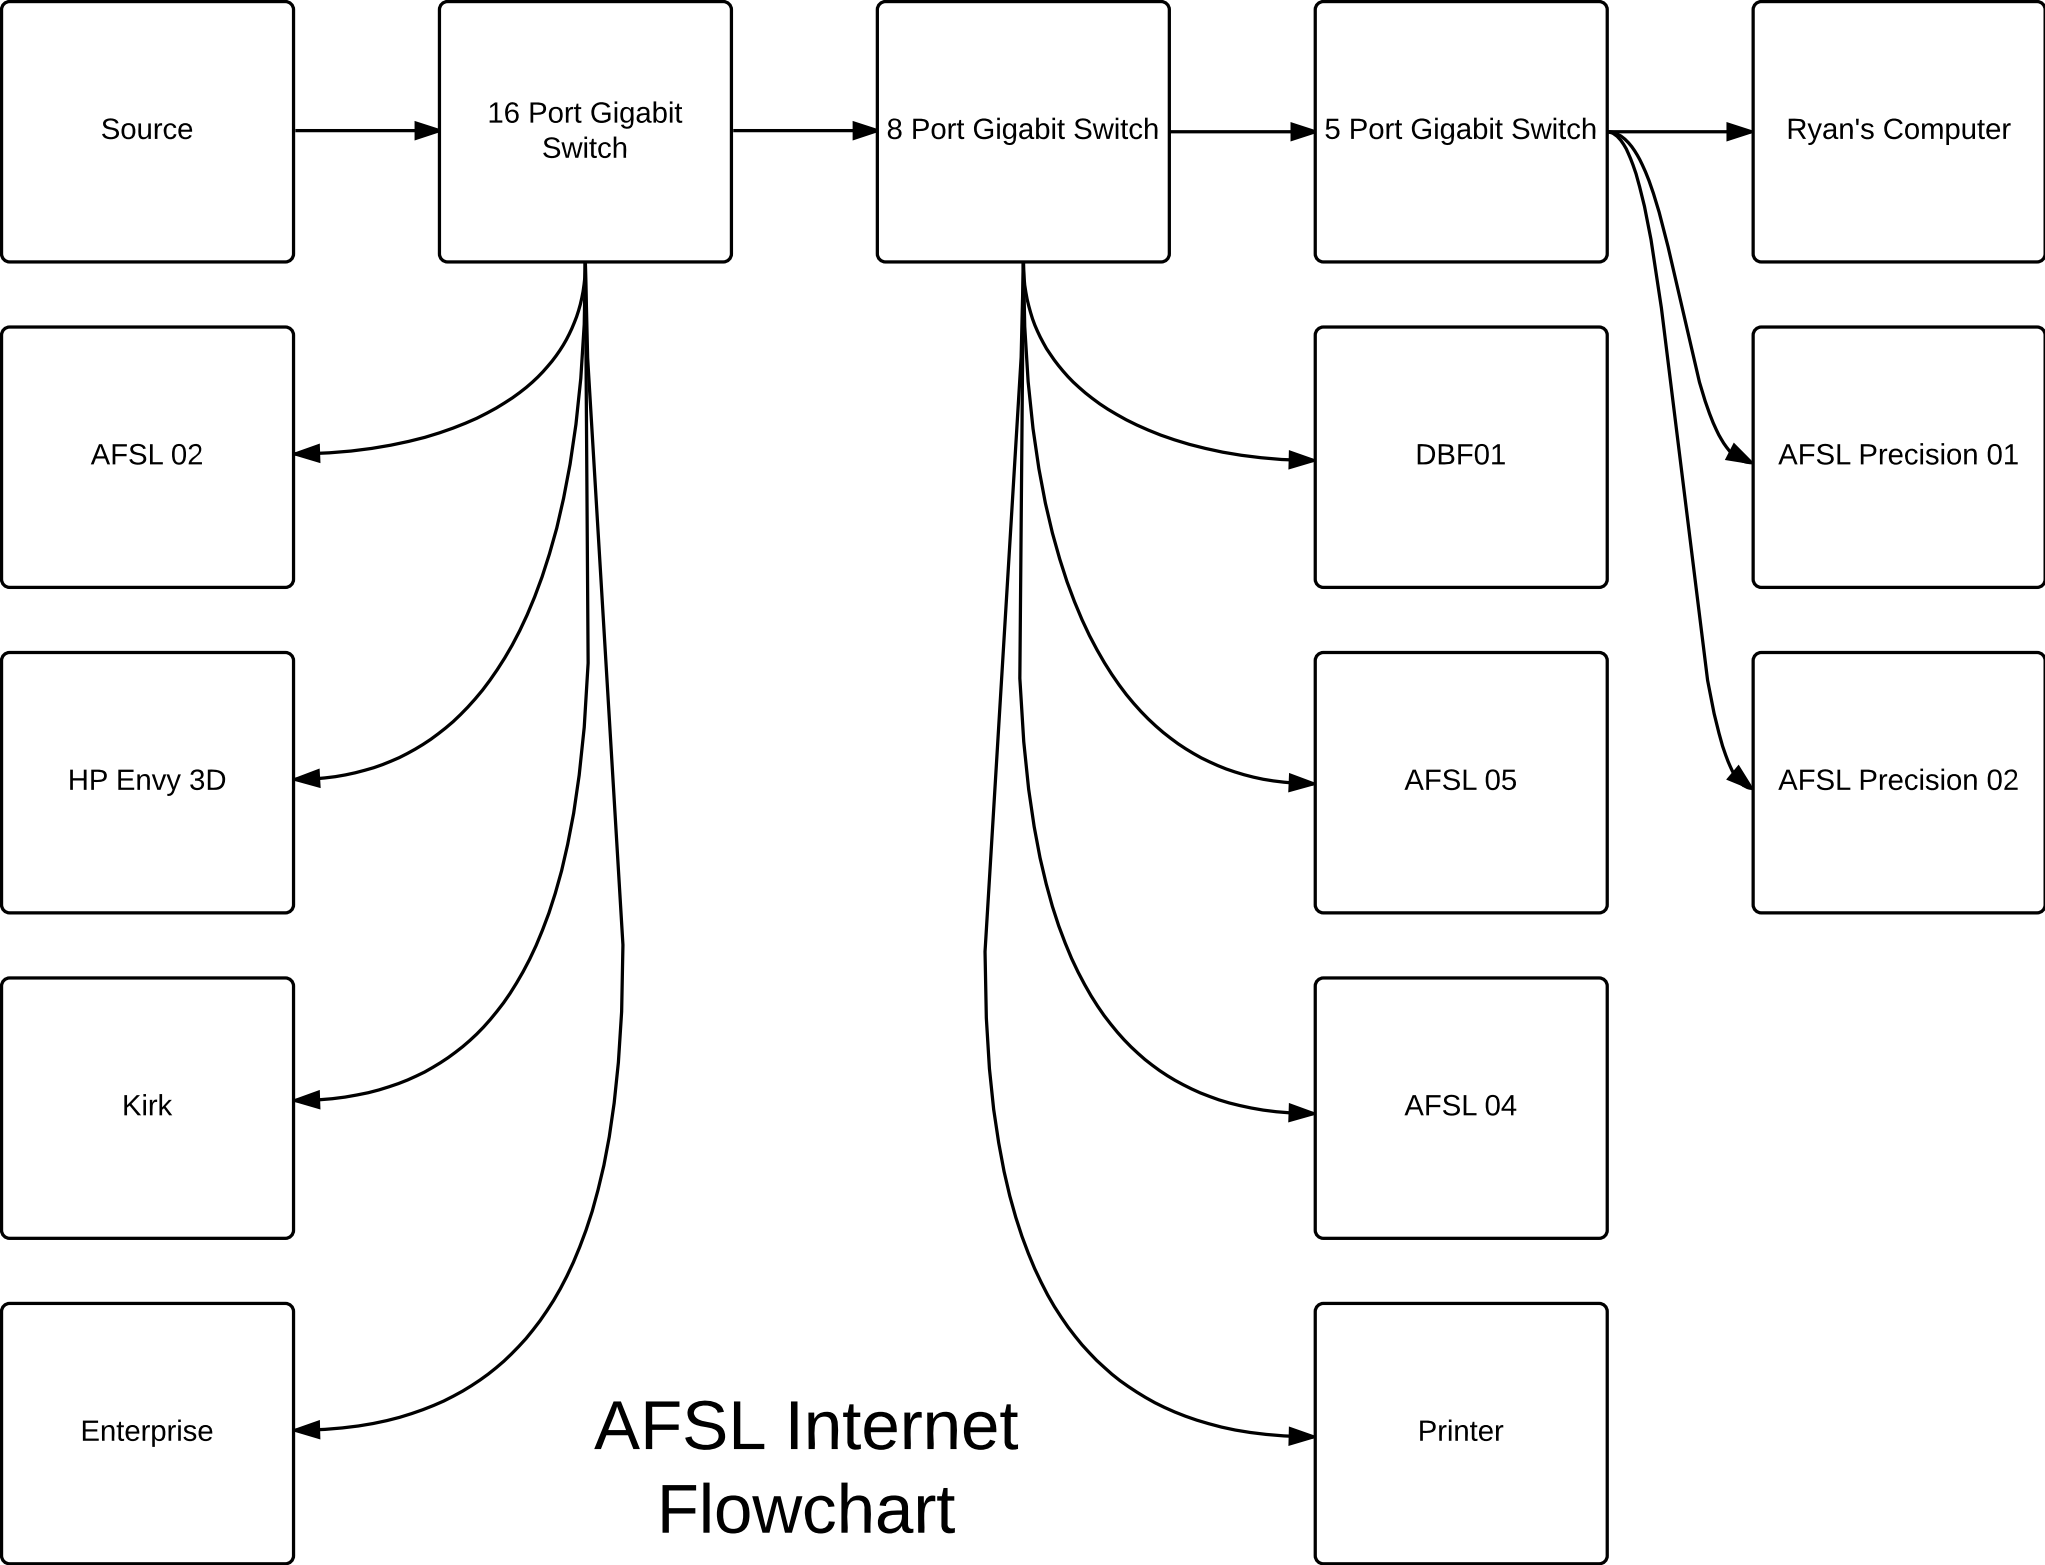 Source
16 Port Gigabit
Switch
8 Port Gigabit Switch
5 Port Gigabit Switch
Ryan's Computer
AFSL 02
DBF01
AFSL Precision 01
HP Envy 3D
AFSL 05
AFSL Precision 02
Kirk
AFSL 04
Enterprise
Printer
AFSL Internet
Flowchart